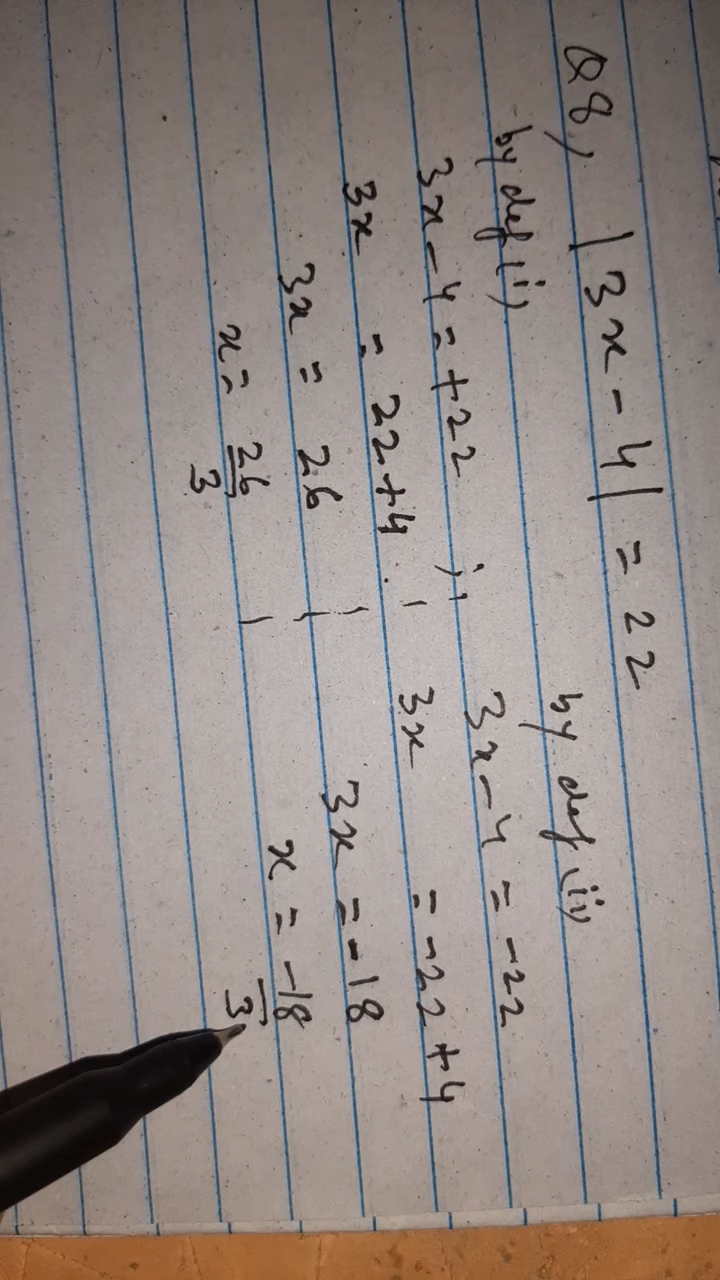 Q8, |3x - 4| = 22
by def (i) by def (ii)
3x - 4 = +22 ; 3x - 4 = -22
3x = 22 + 4 ; 3x = -22 + 4
3x = 26 | 3x = -18
x = 26/3 | x = -18/3